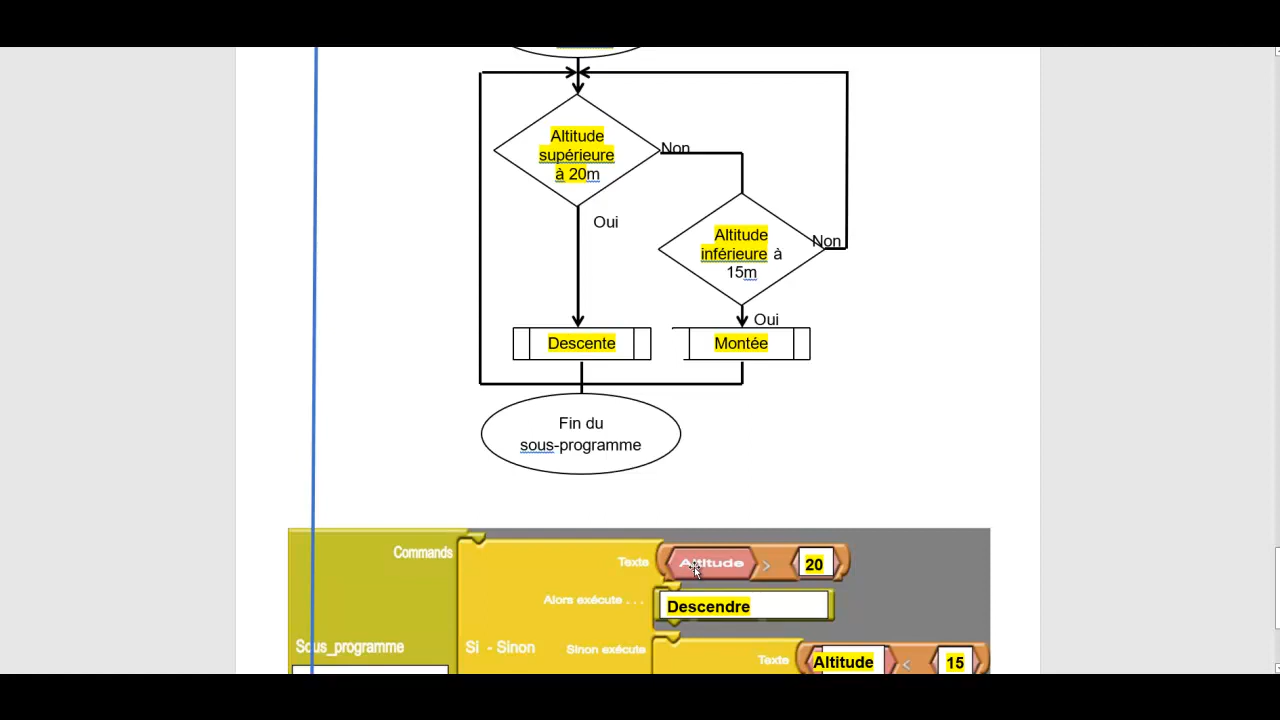 Altitude
supérieure
à 20m
Non
Oui
Altitude
inférieure à
15m
Non
Oui
Descente
Montée
Fin du
sous-programme
Commands
Texte
Altitude
>
20
Alors exécute . . .
Descendre
Sous_programme
Si - Sinon
Sinon exécute
Texte
Altitude
<
15